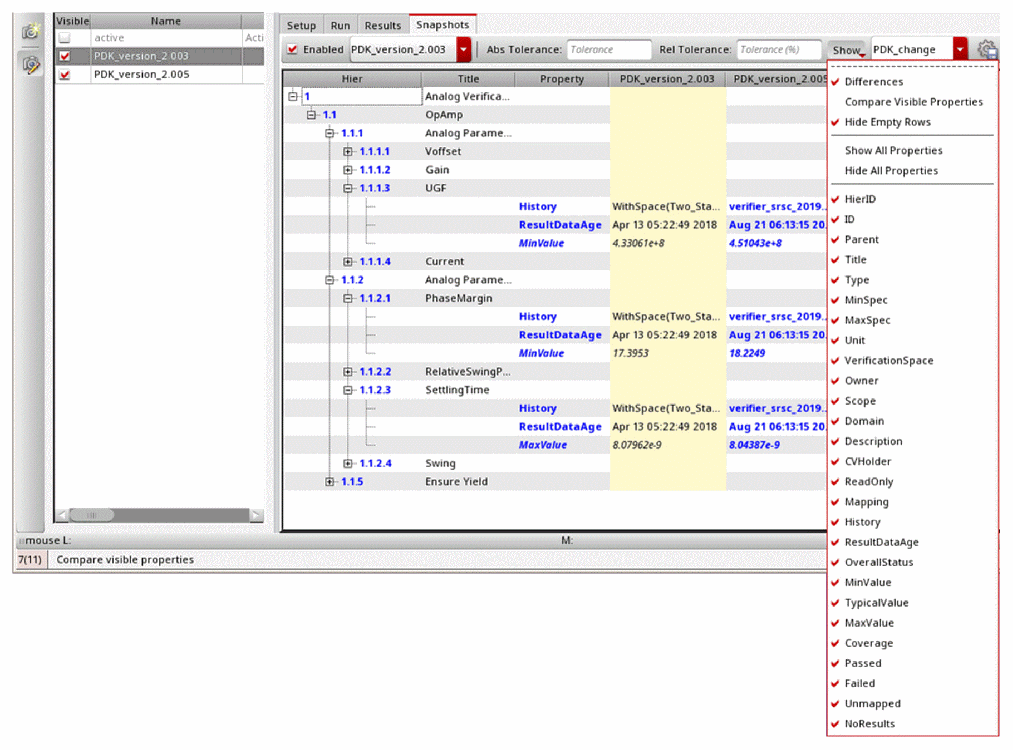 Visible Name
active Acti
PDK_version_2.003
PDK_version_2.005
Setup Run Results Snapshots
Enabled PDK_version_2.003 Abs Tolerance: Tolerance Rel Tolerance: Tolerance (%) Show PDK_change
Hier Title Property PDK_version_2.003 PDK_version_2.005
1 Analog Verifica...
1.1 OpAmp
1.1.1 Analog Parame...
1.1.1.1 Voffset
1.1.1.2 Gain
1.1.1.3 UGF
History WithSpace(Two_Sta... verifier_srsc_2019...
ResultDataAge Apr 13 05:22:49 2018 Aug 21 06:13:15 20.
MinValue 4.33061e+8 4.51043e+8
1.1.1.4 Current
1.1.2 Analog Parame...
1.1.2.1 PhaseMargin
History WithSpace(Two_Sta... verifier_srsc_2019...
ResultDataAge Apr 13 05:22:49 2018 Aug 21 06:13:15 20.
MinValue 17.3953 18.2249
1.1.2.2 RelativeSwingP...
1.1.2.3 SettlingTime
History WithSpace(Two_Sta... verifier_srsc_2019...
ResultDataAge Apr 13 05:22:49 2018 Aug 21 06:13:15 20.
MaxValue 8.07962e-9 8.04387e-9
1.1.2.4 Swing
1.1.5 Ensure Yield
Differences
Compare Visible Properties
Hide Empty Rows
Show All Properties
Hide All Properties
HierID
ID
Parent
Title
Type
MinSpec
MaxSpec
Unit
VerificationSpace
Owner
Scope
Domain
Description
CVHolder
ReadOnly
Mapping
History
ResultDataAge
OverallStatus
MinValue
TypicalValue
MaxValue
Coverage
Passed
Failed
Unmapped
NoResults
mouse L: M:
7(11) Compare visible properties